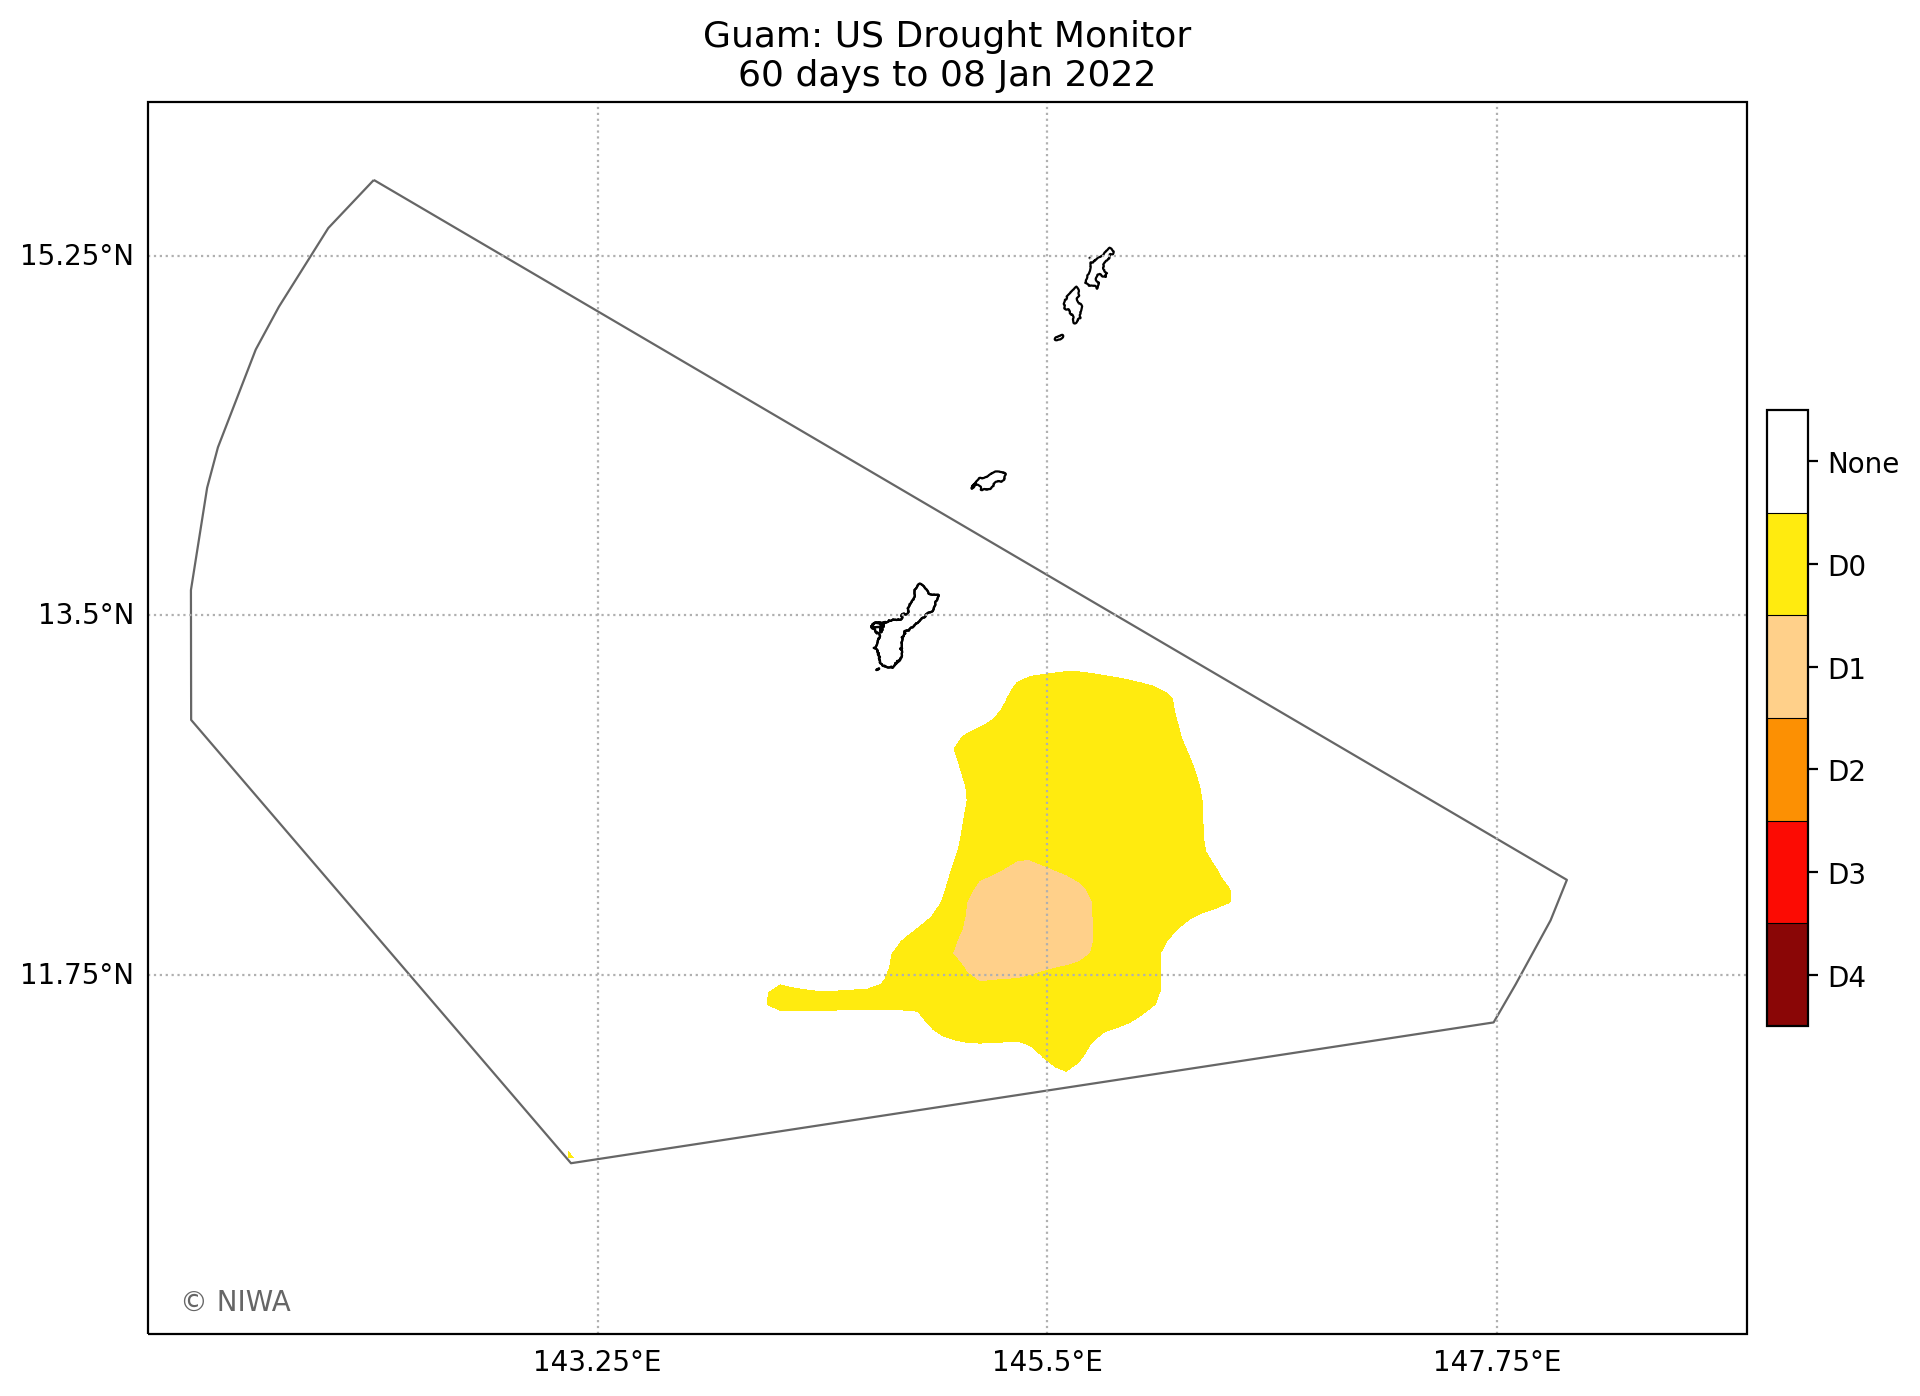 Guam: US Drought Monitor
60 days to 08 Jan 2022
15.25°N
13.5°N
11.75°N
143.25°E
145.5°E
147.75°E
None
D0
D1
D2
D3
D4
© NIWA